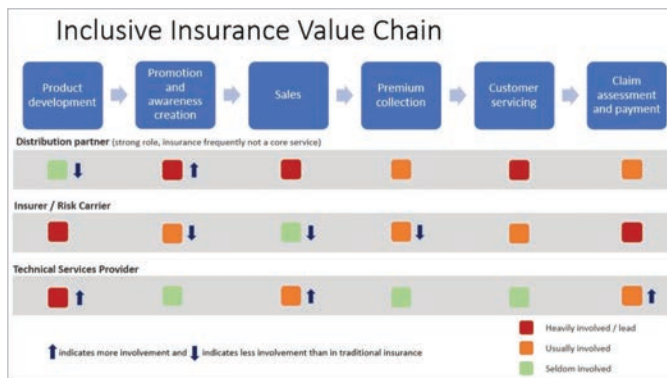 Inclusive Insurance Value Chain
Product
development
Promotion
and
awareness
creation
Sales
Premium
collection
Customer
servicing
Claim
assessment
and payment
Distribution partner (strong role, insurance frequently not a core service)
Insurer / Risk Carrier
Technical Services Provider
indicates more involvement and indicates less involvement than in traditional insurance
Heavily involved / lead
Usually involved
Seldom involved